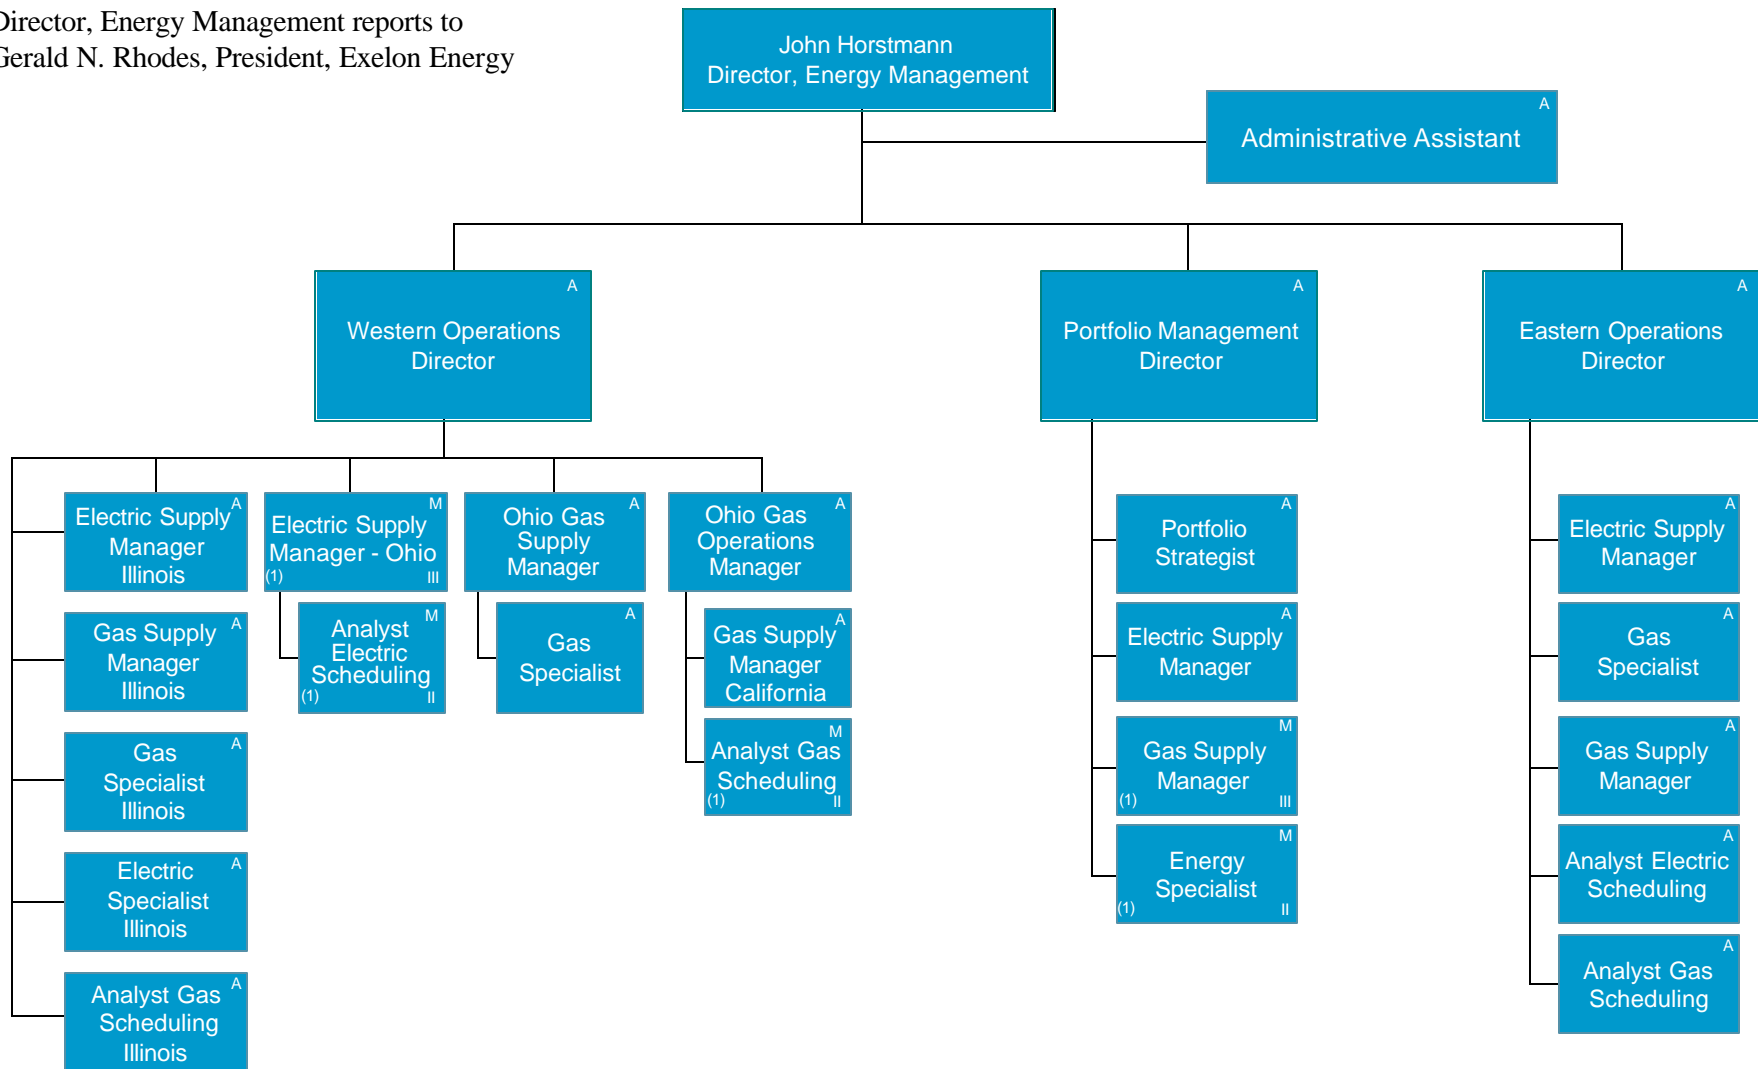 Director, Energy Management reports to
Gerald N. Rhodes, President, Exelon Energy
John Horstmann
Director, Energy Management
A
Administrative Assistant
A
Western Operations
Director
A
Portfolio Management
Director
A
Eastern Operations
Director
A
Electric Supply
Manager
Illinois
A
Gas Supply
Manager
Illinois
A
Gas
Specialist
Illinois
A
Electric
Specialist
Illinois
A
Analyst Gas
Scheduling
Illinois
M
Electric Supply
Manager - Ohio
(1) III
M
Analyst
Electric
Scheduling
(1) II
A
Ohio Gas
Supply
Manager
A
Gas
Specialist
A
Ohio Gas
Operations
Manager
A
Gas Supply
Manager
California
M
Analyst Gas
Scheduling
(1) II
A
Portfolio
Strategist
A
Electric Supply
Manager
M
Gas Supply
Manager
(1) III
M
Energy
Specialist
(1) II
A
Electric Supply
Manager
A
Gas
Specialist
A
Gas Supply
Manager
A
Analyst Electric
Scheduling
A
Analyst Gas
Scheduling